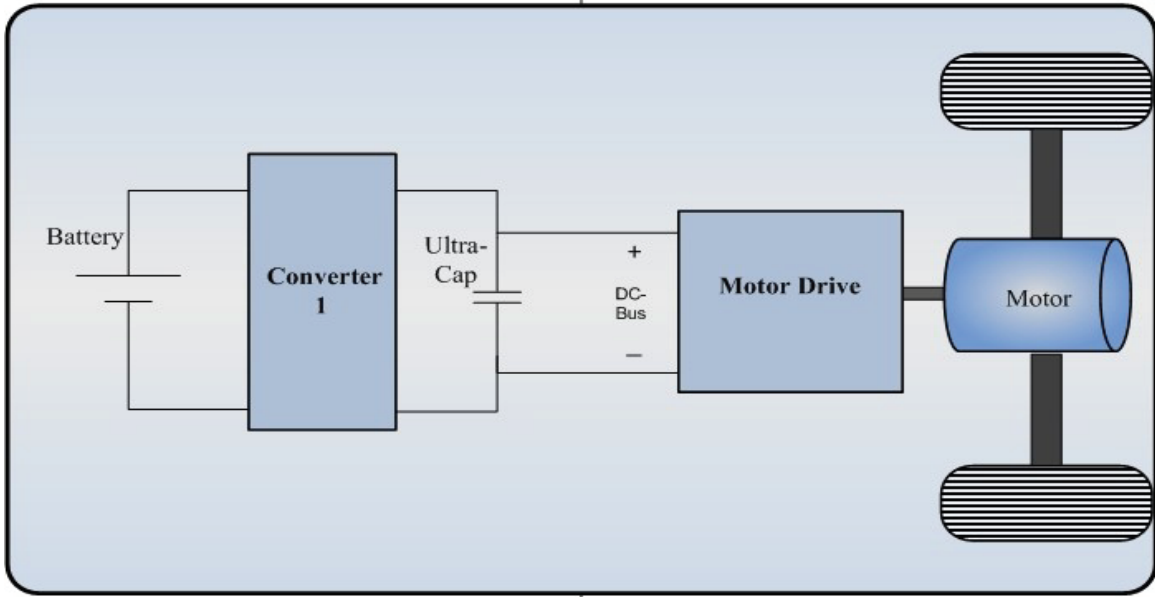 Battery
Converter
1
Ultra-
Cap
+
DC-
Bus
–
Motor Drive
Motor